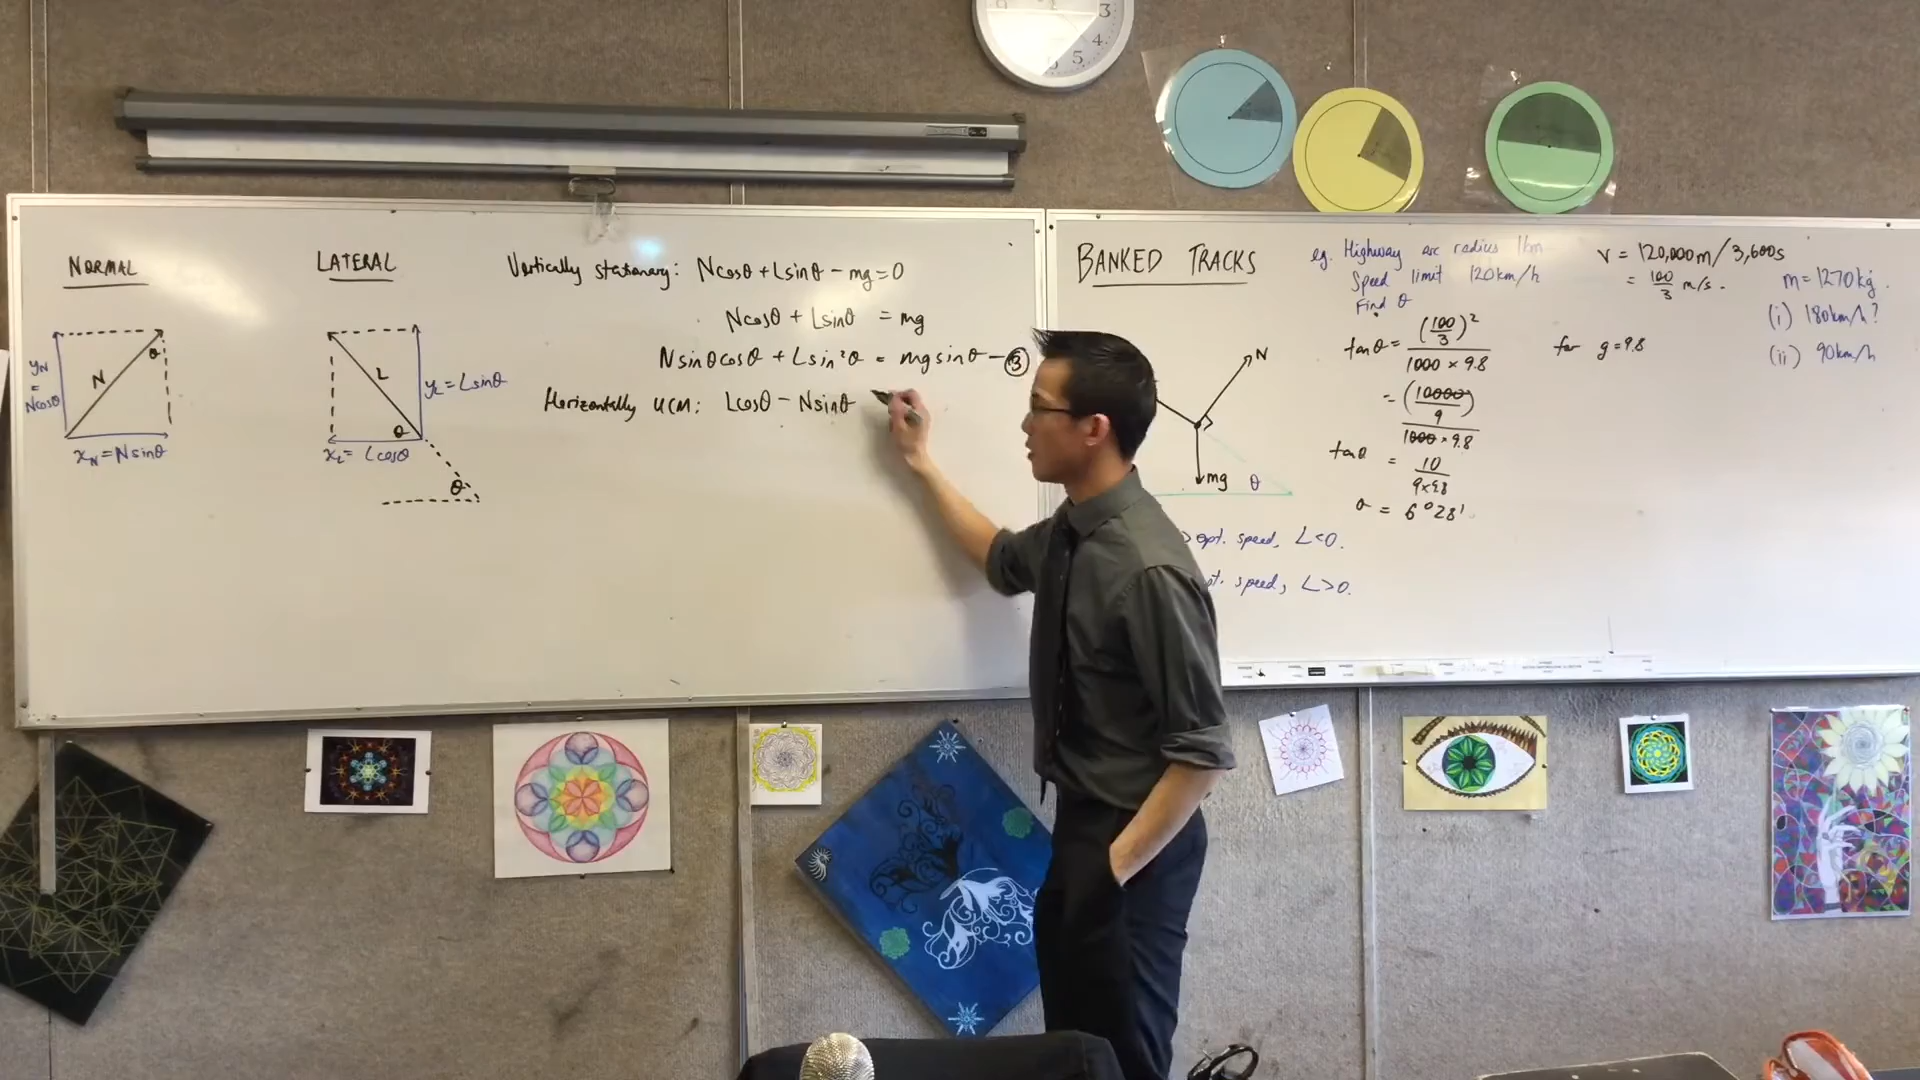 NORMAL
yN
=
Ncosθ
N
θ
xN = Nsinθ
LATERAL
L
yL = Lsinθ
θ
xL = Lcosθ
θ
Vertically stationary: Ncosθ + Lsinθ - mg = 0
Ncosθ + Lsinθ = mg
Nsinθcosθ + Lsin²θ = mgsinθ - ③
Horizontally UCM: Lcosθ - Nsinθ
BANKED TRACKS
N
mg
θ
> opt. speed, L<0.
opt. speed, L>0.
eg. Highway arc radius 1km
Speed limit 120km/h
Find θ
tanθ = (100/3)² / 1000 × 9.8
for g = 9.8
= (10000/9) / 1000 × 9.8
tanθ = 10 / 9×9.8
θ = 6°28'
v = 120,000m / 3,600s
= 100/3 m/s.
m = 1270kg.
(i) 180km/h?
(ii) 90km/h
3
4
5